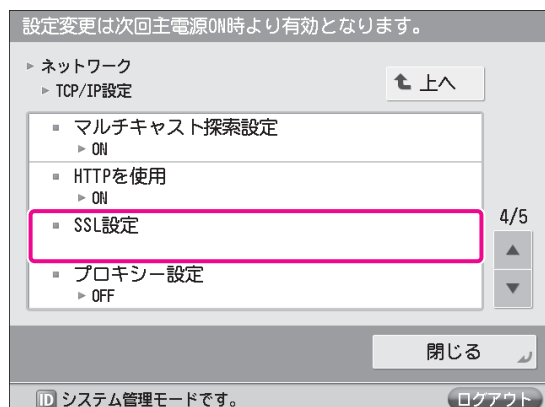 設定変更は次回主電源ON時より有効となります。
ネットワーク
TCP/IP設定
上へ
マルチキャスト探索設定
ON
HTTPを使用
ON
SSL設定
4/5
プロキシー設定
OFF
閉じる
ID システム管理モードです。
ログアウト